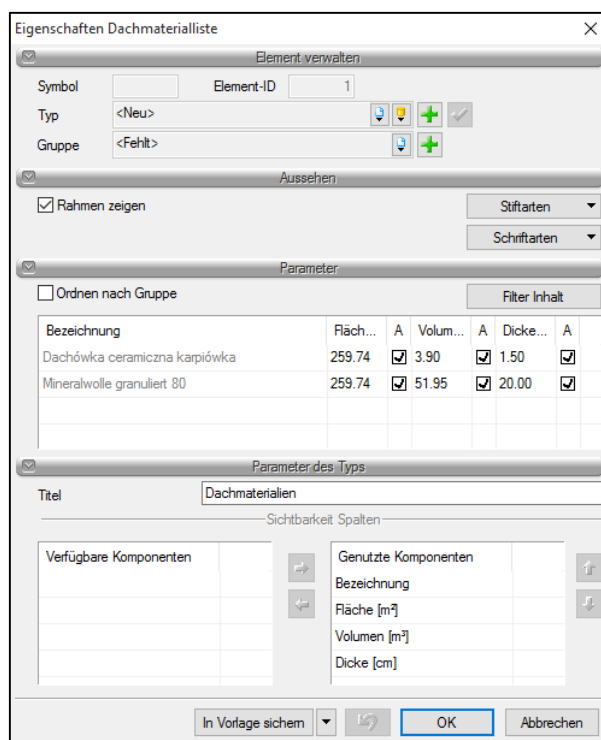 Eigenschaften Dachmaterialliste
Element verwalten
Symbol Element-ID 1
Typ <Neu>
Gruppe <Fehlt>
Aussehen
Rahmen zeigen Stiftarten
Schriftarten
Parameter
Ordnen nach Gruppe Filter Inhalt
Bezeichnung Fläch... A Volum... A Dicke... A
Dachówka ceramiczna karpiówka 259.74 3.90 1.50
Mineralwolle granuliert 80 259.74 51.95 20.00
Parameter des Typs
Titel Dachmaterialien
Sichtbarkeit Spalten
Verfügbare Komponenten Genutzte Komponenten
Bezeichnung
Fläche [m²]
Volumen [m³]
Dicke [cm]
In Vorlage sichern OK Abbrechen